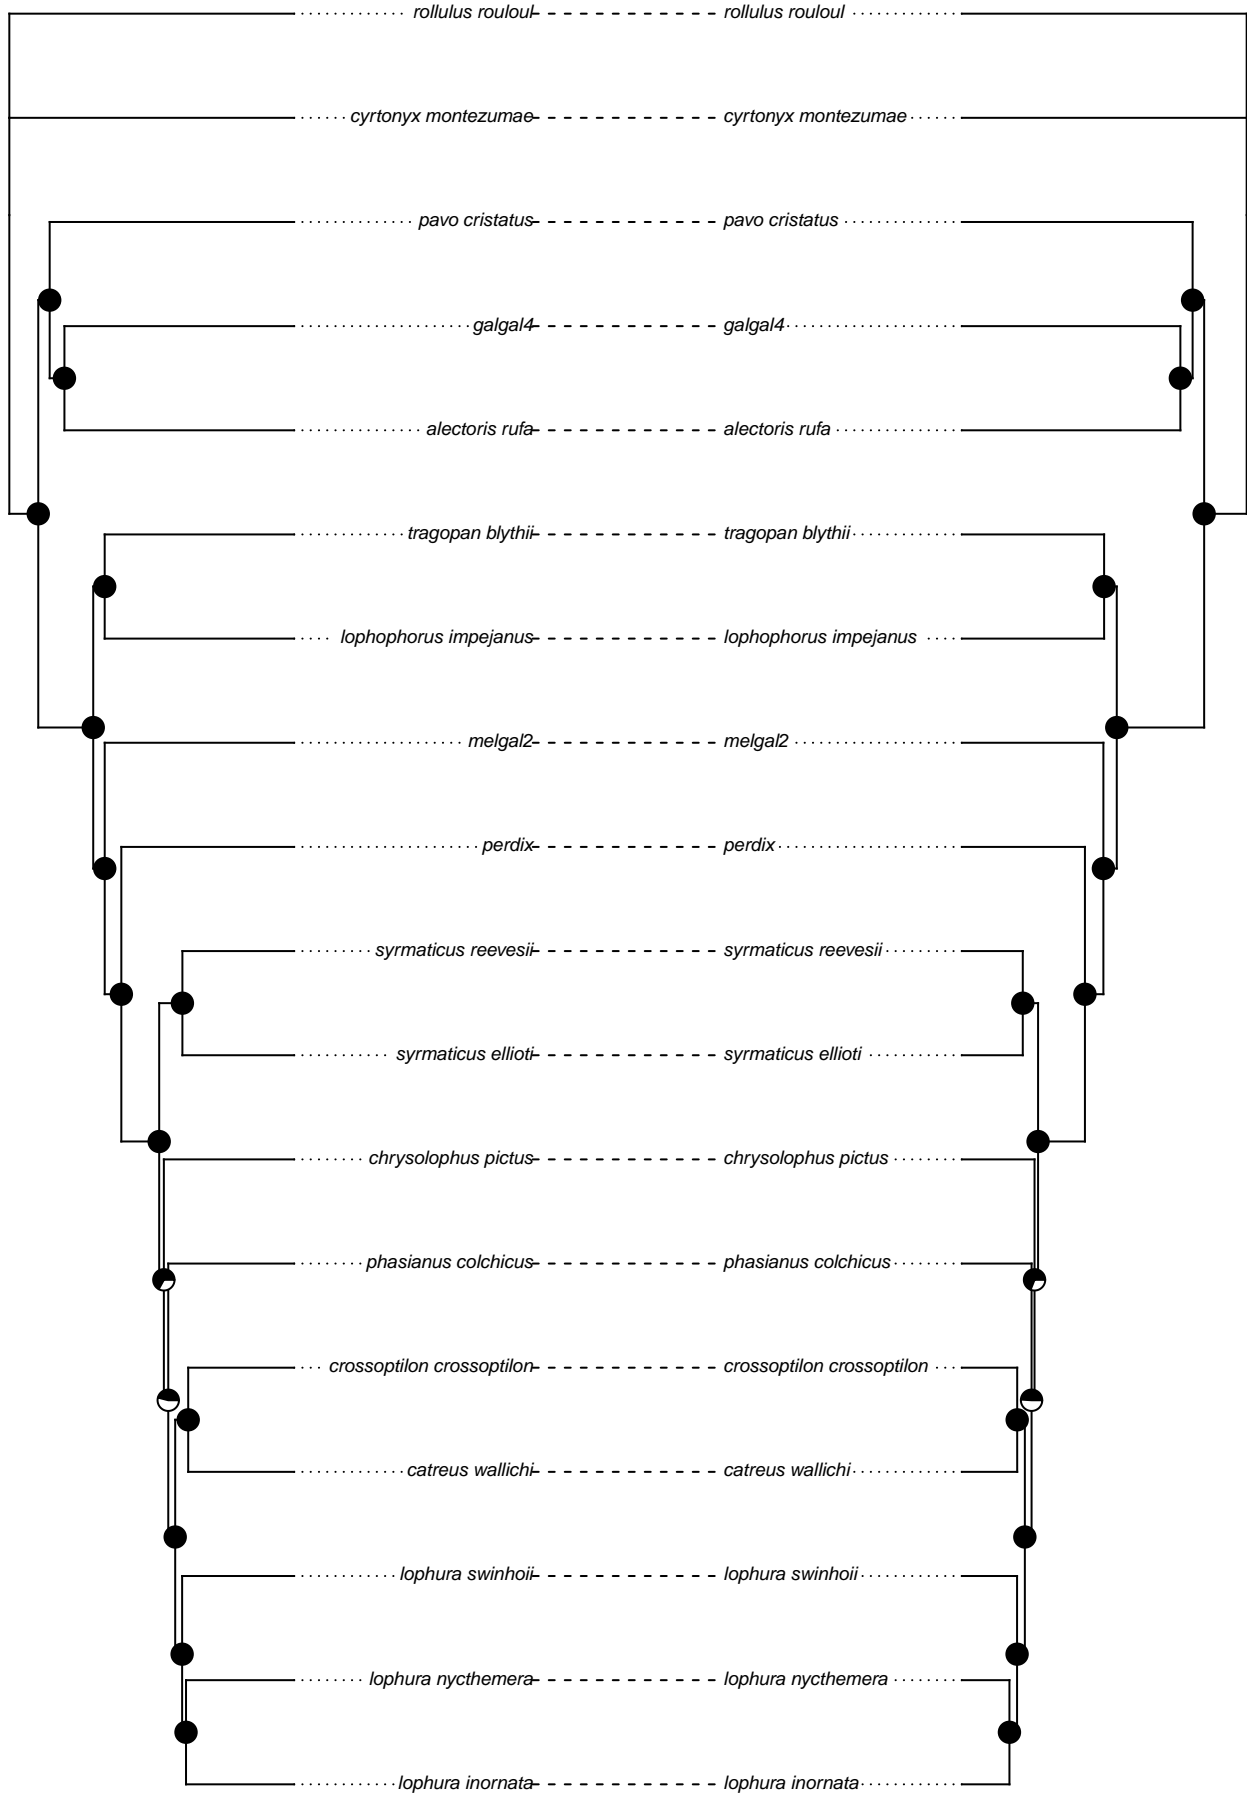 rollulus rouloul rollulus rouloul
cyrtonyx montezumae cyrtonyx montezumae
pavo cristatus pavo cristatus
galgal4 galgal4
alectoris rufa alectoris rufa
tragopan blythii tragopan blythii
lophophorus impejanus lophophorus impejanus
melgal2 melgal2
perdix perdix
syrmaticus reevesii syrmaticus reevesii
syrmaticus ellioti syrmaticus ellioti
chrysolophus pictus chrysolophus pictus
phasianus colchicus phasianus colchicus
crossoptilon crossoptilon crossoptilon crossoptilon
catreus wallichi catreus wallichi
lophura swinhoii lophura swinhoii
lophura nycthemera lophura nycthemera
lophura inornata lophura inornata